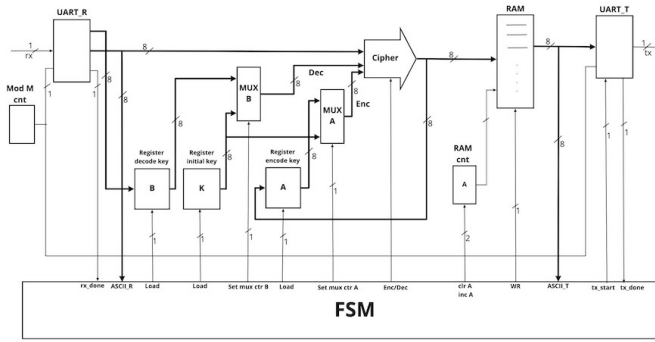 UART_R
RAM
UART_T
1
rx
8
8
8
1
tx
Cipher
Mod M
cnt
1
8
8
1
MUX
B
Dec
8
8
Enc
MUX
A
8
8
8
8
Register
decode key
Register
initial key
Register
encode key
RAM
cnt
B
K
A
A
1
1
1
1
1
2
1
8
1
1
rx_done
ASCII_R
Load
Load
Set mux ctr B
Load
Set mux ctr A
Enc/Dec
clr A
inc A
WR
ASCII_T
tx_start
tx_done
FSM